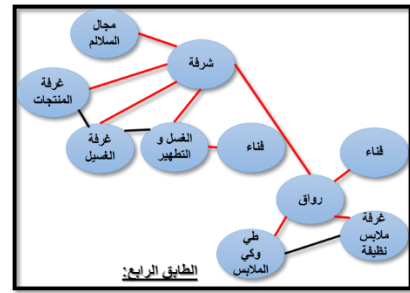 مجال
السلالم
شرفة
غرفة
المنتجات
غرفة
الغسيل
الغسل و
التطهير
فناء
فناء
رواق
غرفة
ملابس
نظيفة
طي
وكي
الملابس
الطابق الرابع: